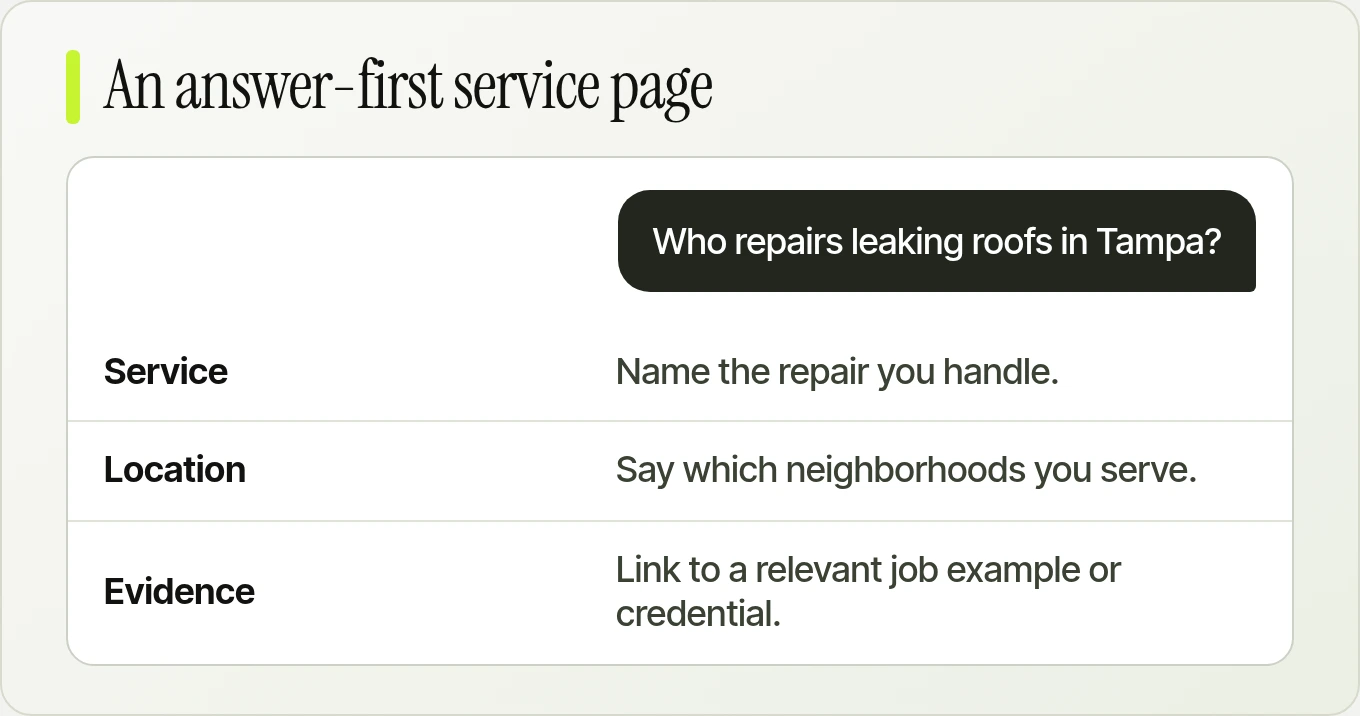 An answer-first service page
Who repairs leaking roofs in Tampa?
Service
Name the repair you handle.
Location
Say which neighborhoods you serve.
Evidence
Link to a relevant job example or
credential.